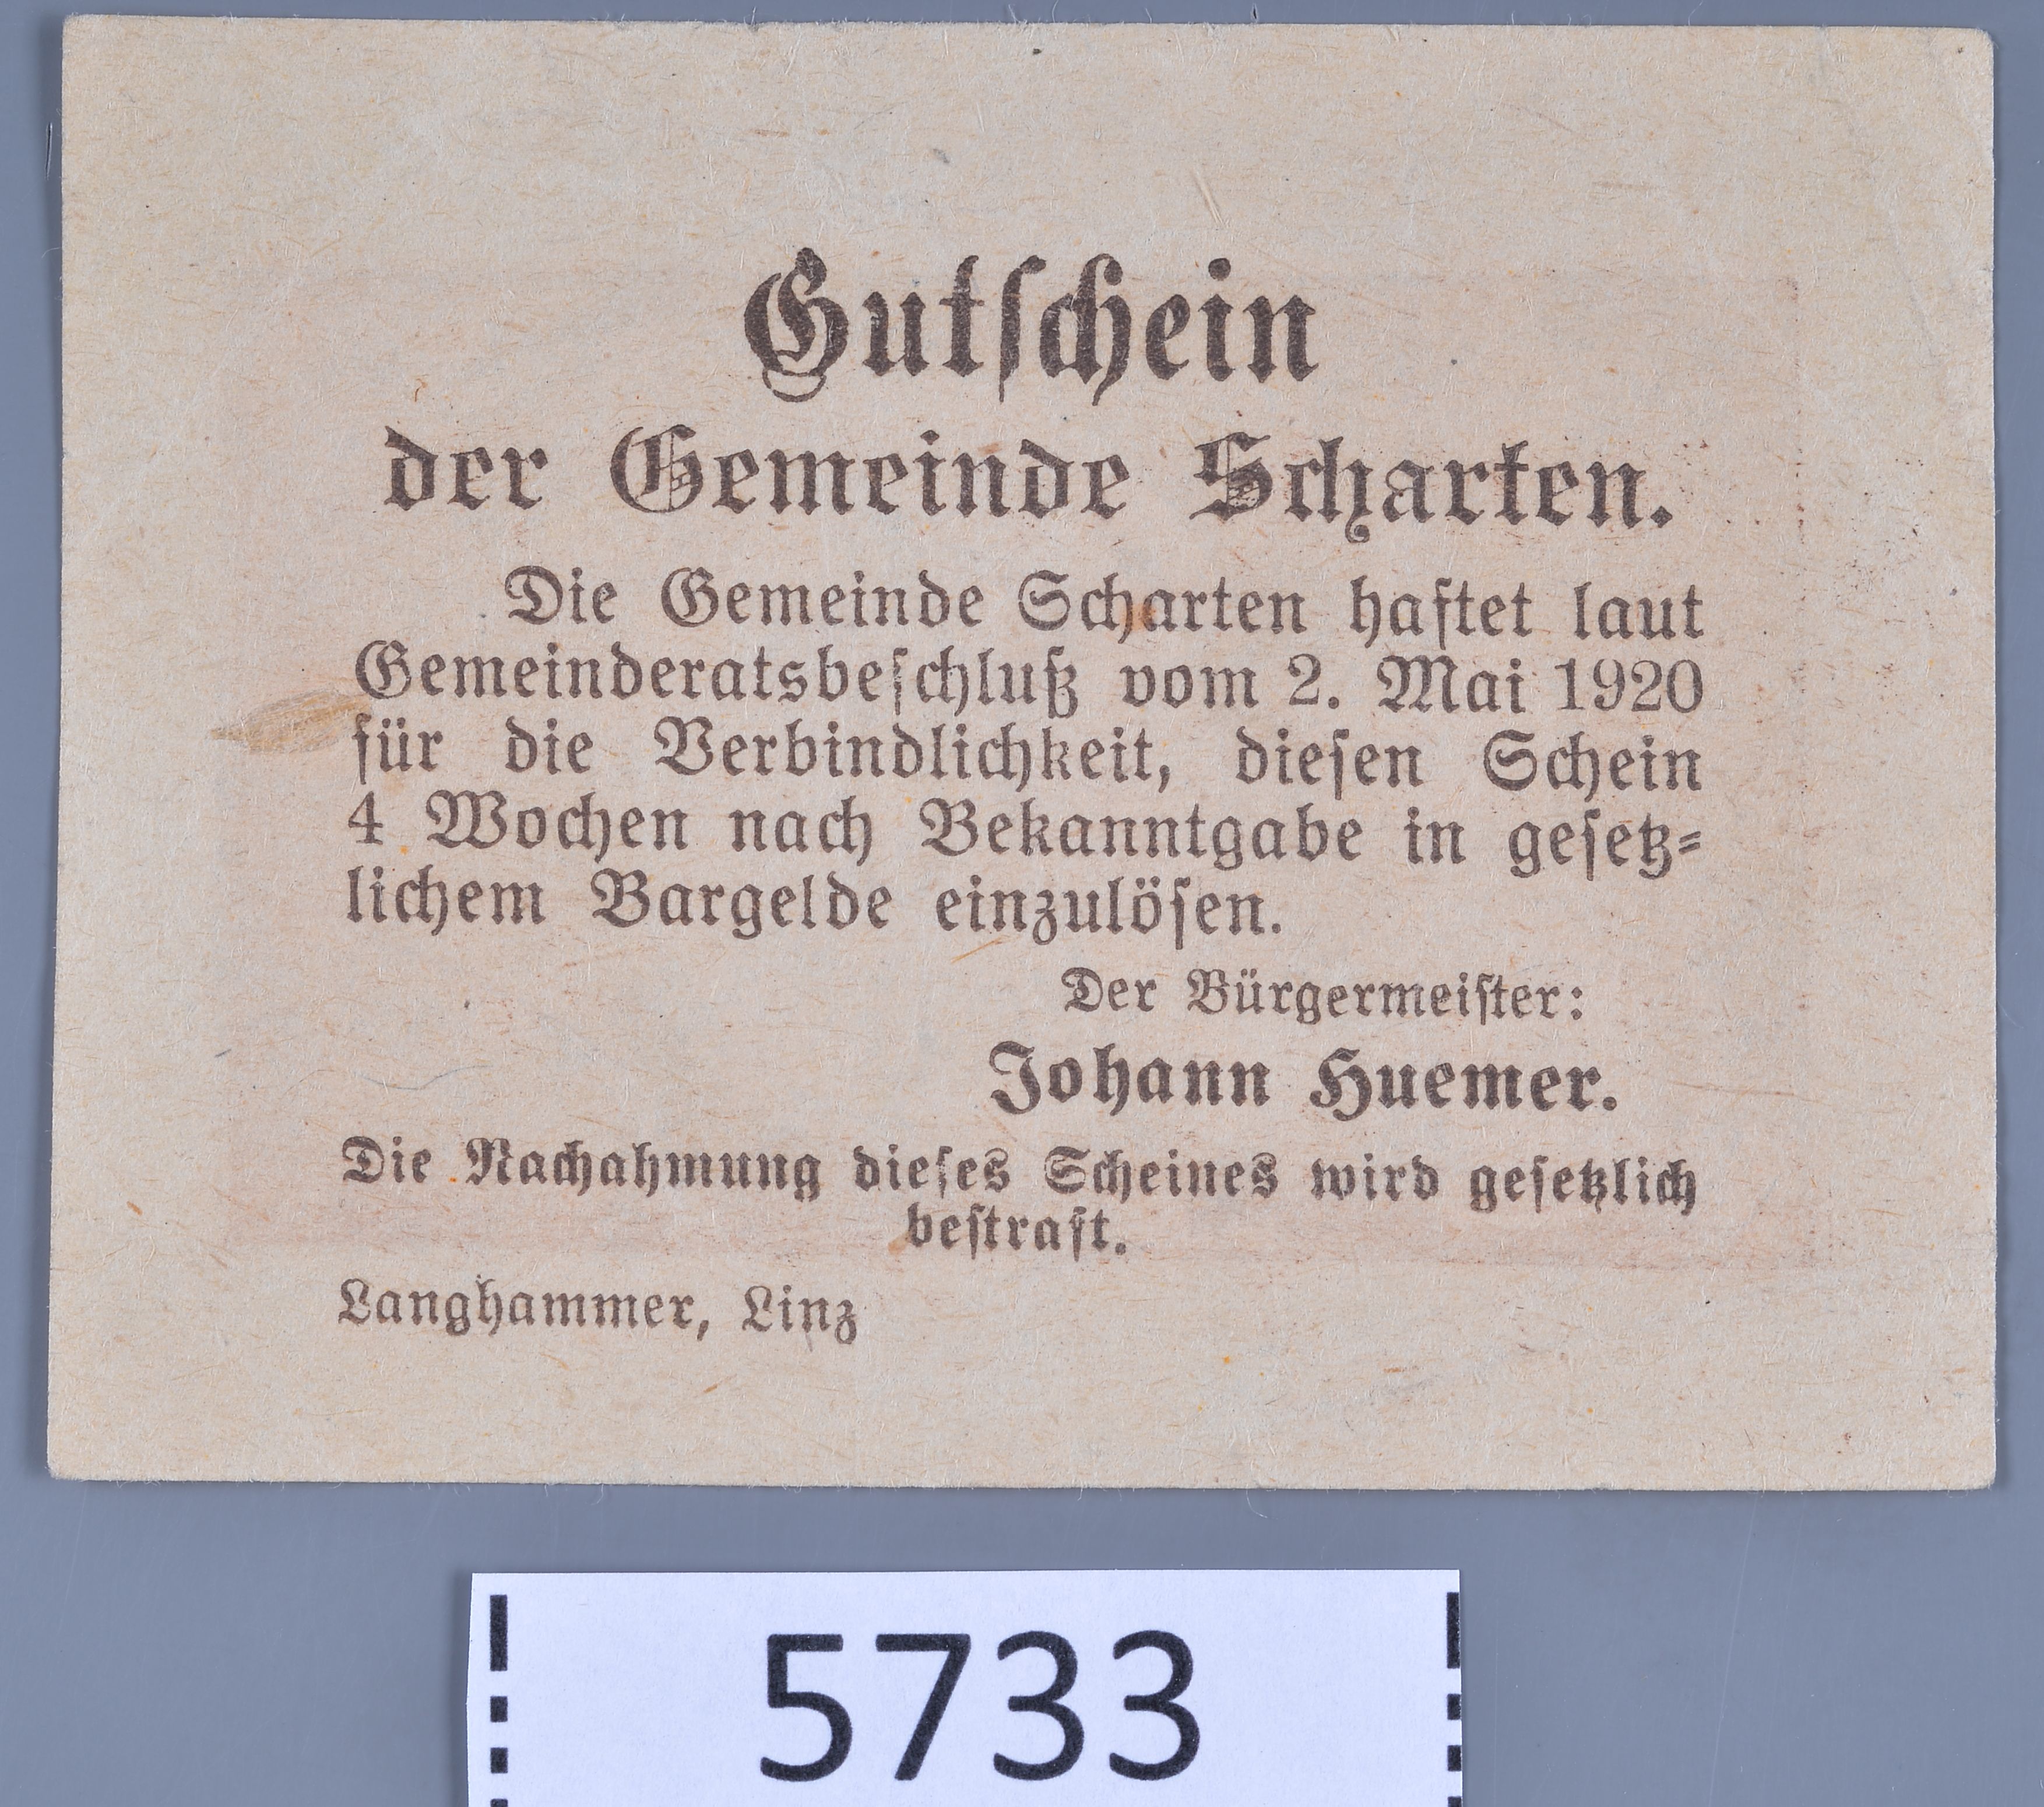 Gutſchein
der Gemeinde Scharten.
Die Gemeinde Scharten haftet laut
Gemeinderatsbeſchluß vom 2. Mai 1920
für die Verbindlichkeit, dieſen Schein
4 Wochen nach Bekanntgabe in geſetz⸗
lichem Bargelde einzulöſen.
Der Bürgermeiſter:
Johann Huemer.
Die Nachahmung dieſes Scheines wird geſetzlich
beſtraft.
Langhammer, Linz
5733